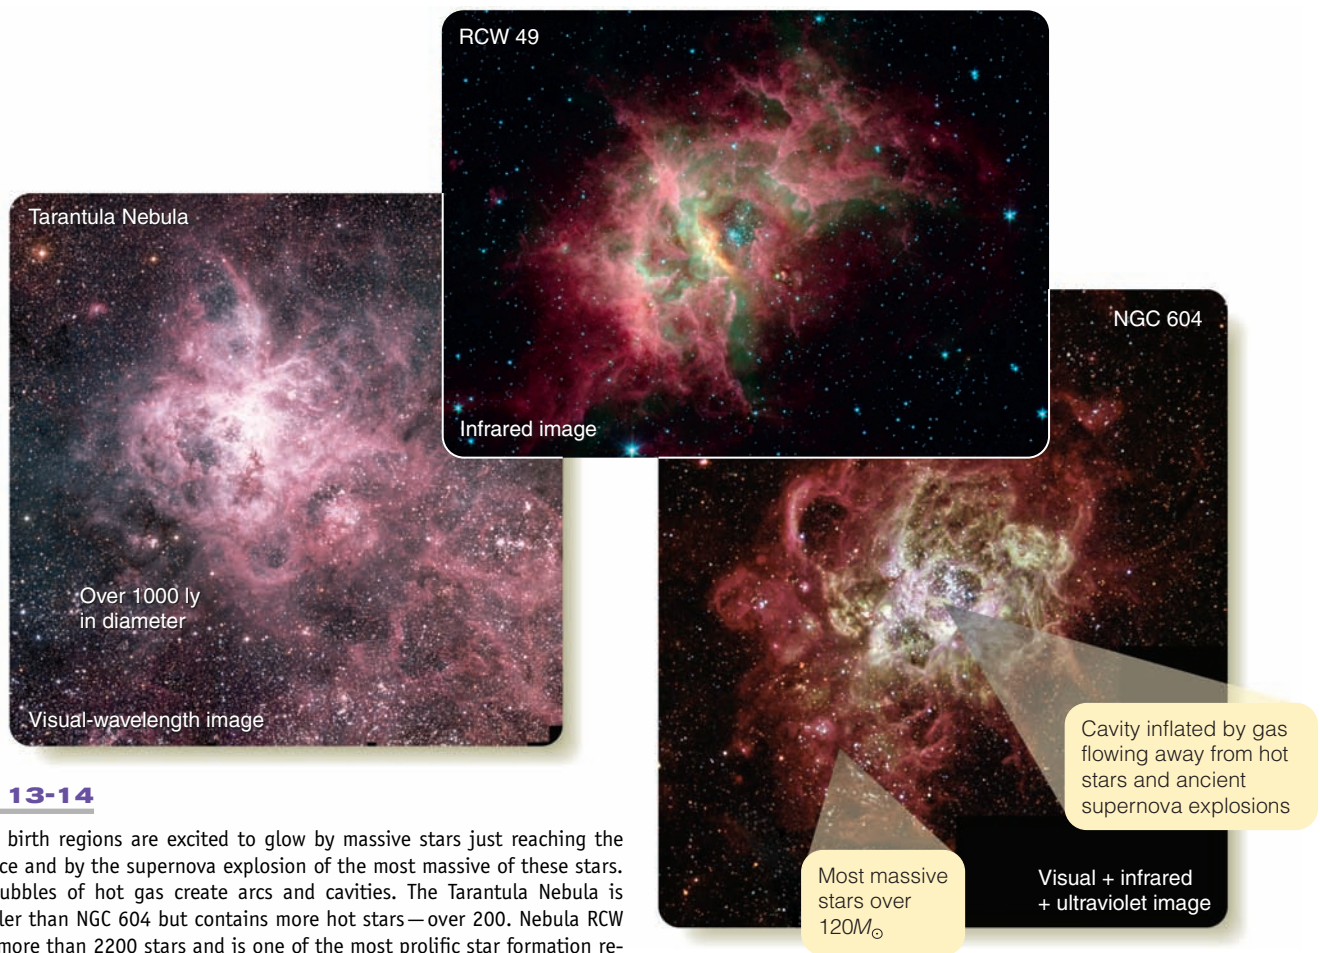 RCW 49
Infrared image
Tarantula Nebula
Over 1000 ly
in diameter
Visual-wavelength image
NGC 604
Cavity inflated by gas
flowing away from hot
stars and ancient
supernova explosions
Most massive
stars over
120M☉
Visual + infrared
+ ultraviolet image
13-14
birth regions are excited to glow by massive stars just reaching the
ce and by the supernova explosion of the most massive of these stars.
ubbles of hot gas create arcs and cavities. The Tarantula Nebula is
ler than NGC 604 but contains more hot stars—over 200. Nebula RCW
more than 2200 stars and is one of the most prolific star formation re-